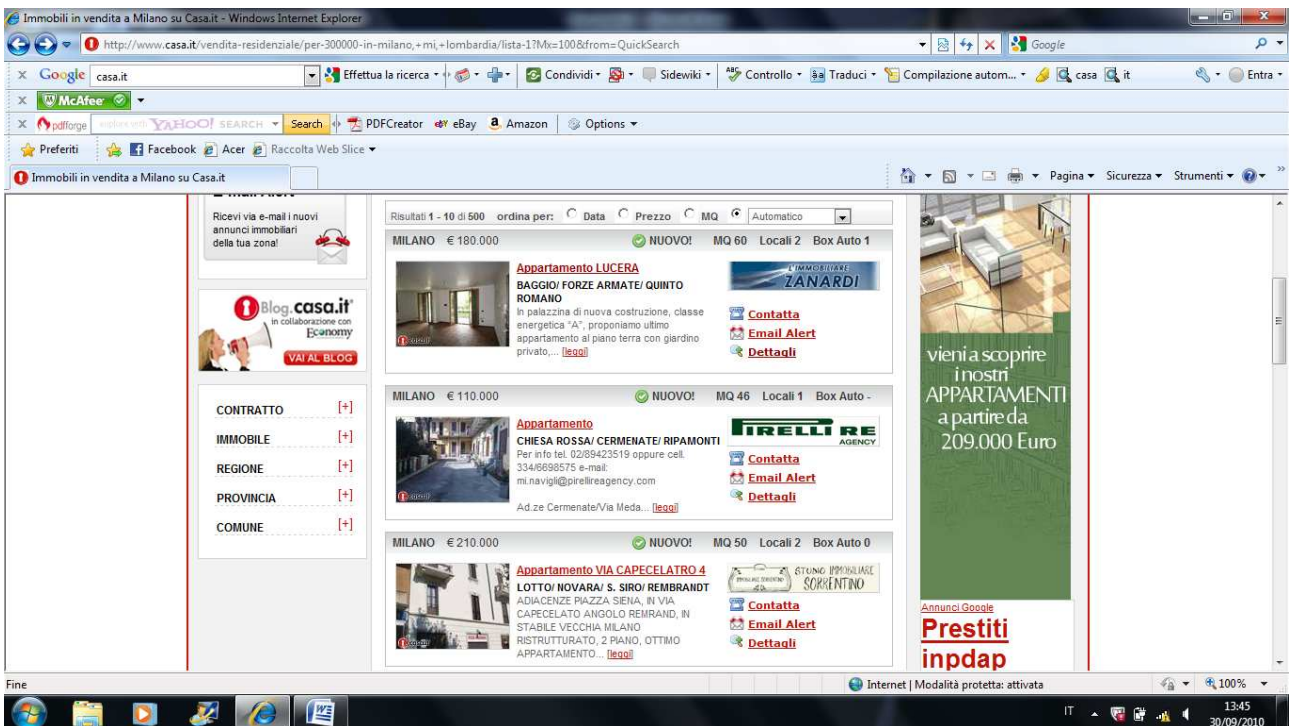 Immobili in vendita a Milano su Casa.it - Windows Internet Explorer
http://www.casa.it/vendita-residenziale/per-300000-in-milano,+mi,+lombardia/lista-1?Mx=100&from=QuickSearch
Google
x Google casa.it Effettua la ricerca Condividi Sidewiki ABC Controllo Traduci Compilazione autom... casa it Entra
x McAfee
x pdfforge YAHOO! SEARCH Search PDFCreator eBay Amazon Options
Preferiti Facebook Acer Raccolta Web Slice
Immobili in vendita a Milano su Casa.it
Pagina Sicurezza Strumenti
Ricevi via e-mail i nuovi
annunci immobiliari
della tua zona!
Blog.casa.it
in collaborazione con
Economy
VAI AL BLOG
CONTRATTO [+]
IMMOBILE [+]
REGIONE [+]
PROVINCIA [+]
COMUNE [+]
Risultati 1 - 10 di 500 ordina per: Data Prezzo MQ Automatico
MILANO € 180.000 NUOVO! MQ 60 Locali 2 Box Auto 1
Appartamento LUCERA
BAGGIO/ FORZE ARMATE/ QUINTO
ROMANO
In palazzina di nuova costruzione, classe
energetica "A", proponiamo ultimo
appartamento al piano terra con giardino
privato,... [leggi]
L'IMMOBILIARE
ZANARDI
Contatta
Email Alert
Dettagli
MILANO € 110.000 NUOVO! MQ 46 Locali 1 Box Auto -
Appartamento
CHIESA ROSSA/ CERMENATE/ RIPAMONTI
Per info tel. 02/89423519 oppure cell.
334/6698575 e-mail:
mi.navigli@pirellireagency.com
Ad.ze Cermenate/Via Meda... [leggi]
PIRELLI RE
AGENCY
Contatta
Email Alert
Dettagli
MILANO € 210.000 NUOVO! MQ 50 Locali 2 Box Auto 0
Appartamento VIA CAPECELATRO 4
LOTTO/ NOVARA/ S. SIRO/ REMBRANDT
ADIACENZE PIAZZA SIENA, IN VIA
CAPECELATO ANGOLO REMRAND, IN
STABILE VECCHIA MILANO
RISTRUTTURATO, 2 PIANO, OTTIMO
APPARTAMENTO... [leggi]
STUDIO IMMOBILIARE
SORRENTINO
Contatta
Email Alert
Dettagli
vieni a scoprire
i nostri
APPARTAMENTI
a partire da
209.000 Euro
Annunci Google
Prestiti
inpdap
Fine
Internet | Modalità protetta: attivata
100%
IT
13:45
30/09/2010